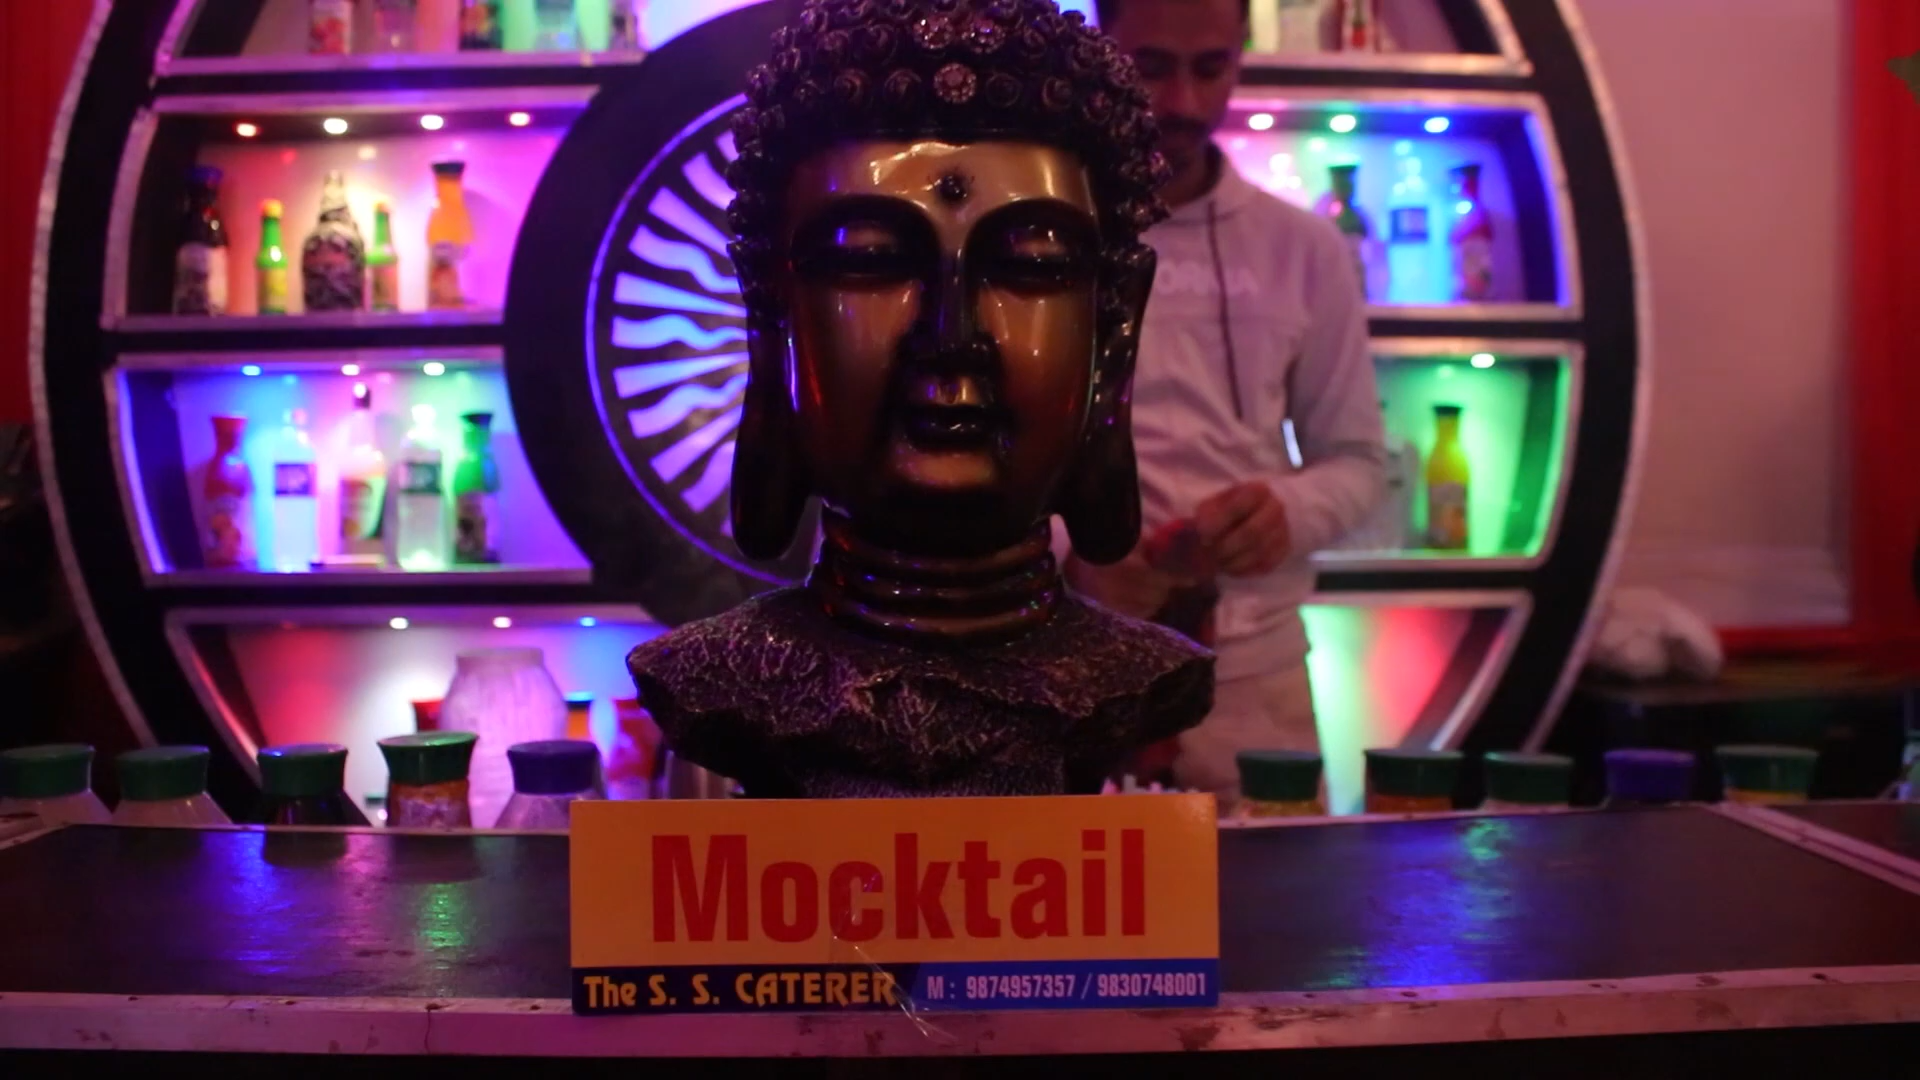 Mocktail
The S. S. CATERER M : 9874957357 / 9830748001